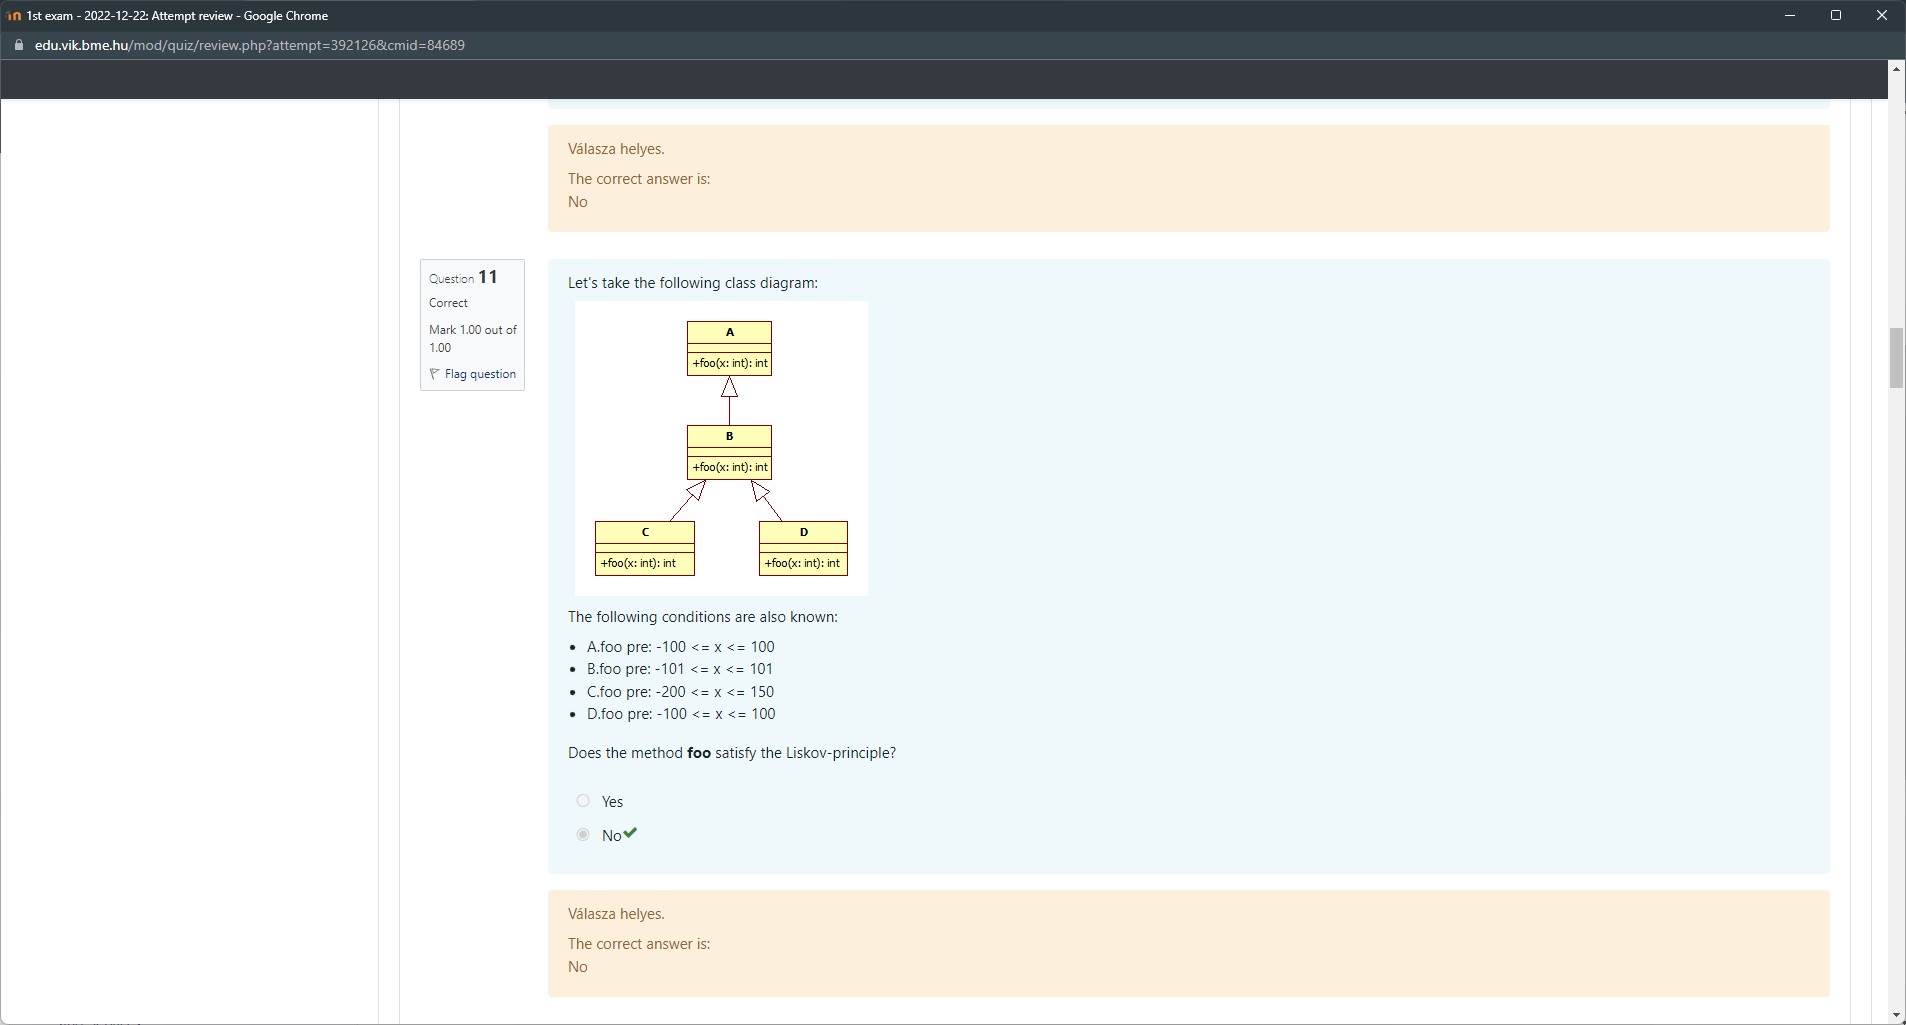 1st exam - 2022-12-22: Attempt review - Google Chrome
edu.vik.bme.hu/mod/quiz/review.php?attempt=392126&cmid=84689
Válasza helyes.
The correct answer is:
No
Question 11
Correct
Mark 1.00 out of
1.00
Flag question
Let's take the following class diagram:
A
+foo(x: int): int
B
+foo(x: int): int
C
+foo(x: int): int
D
+foo(x: int): int
The following conditions are also known:
• A.foo pre: -100 <= x <= 100
• B.foo pre: -101 <= x <= 101
• C.foo pre: -200 <= x <= 150
• D.foo pre: -100 <= x <= 100
Does the method foo satisfy the Liskov-principle?
Yes
No
Válasza helyes.
The correct answer is:
No